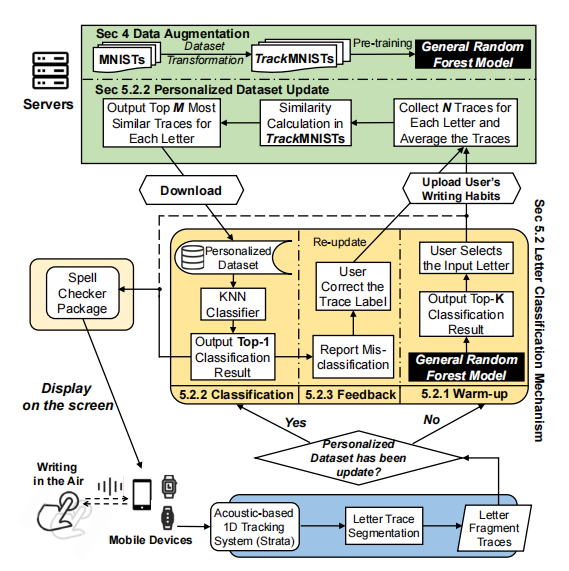 Sec 4 Data Augmentation
MNISTs
Dataset
Transformation
TrackMNISTs
Pre-training
General Random
Forest Model
Servers
Sec 5.2.2 Personalized Dataset Update
Output Top M Most
Similar Traces for
Each Letter
Similarity
Calculation in
TrackMNISTs
Collect N Traces for
Each Letter and
Average the Traces
Download
Upload User's
Writing Habits
Sec 5.2 Letter Classification Mechanism
Personalized
Dataset
KNN
Classifier
Output Top-1
Classification
Result
5.2.2 Classification
Re-update
User
Correct the
Trace Label
Report Mis-
classification
5.2.3 Feedback
User Selects
the Input Letter
Output Top-K
Classification
Result
General Random
Forest Model
5.2.1 Warm-up
Spell
Checker
Package
Display
on the screen
Yes
No
Personalized
Dataset has been
update?
Writing
in the Air
Mobile Devices
Acoustic-based
1D Tracking
System (Strata)
Letter Trace
Segmentation
Letter
Fragment
Traces